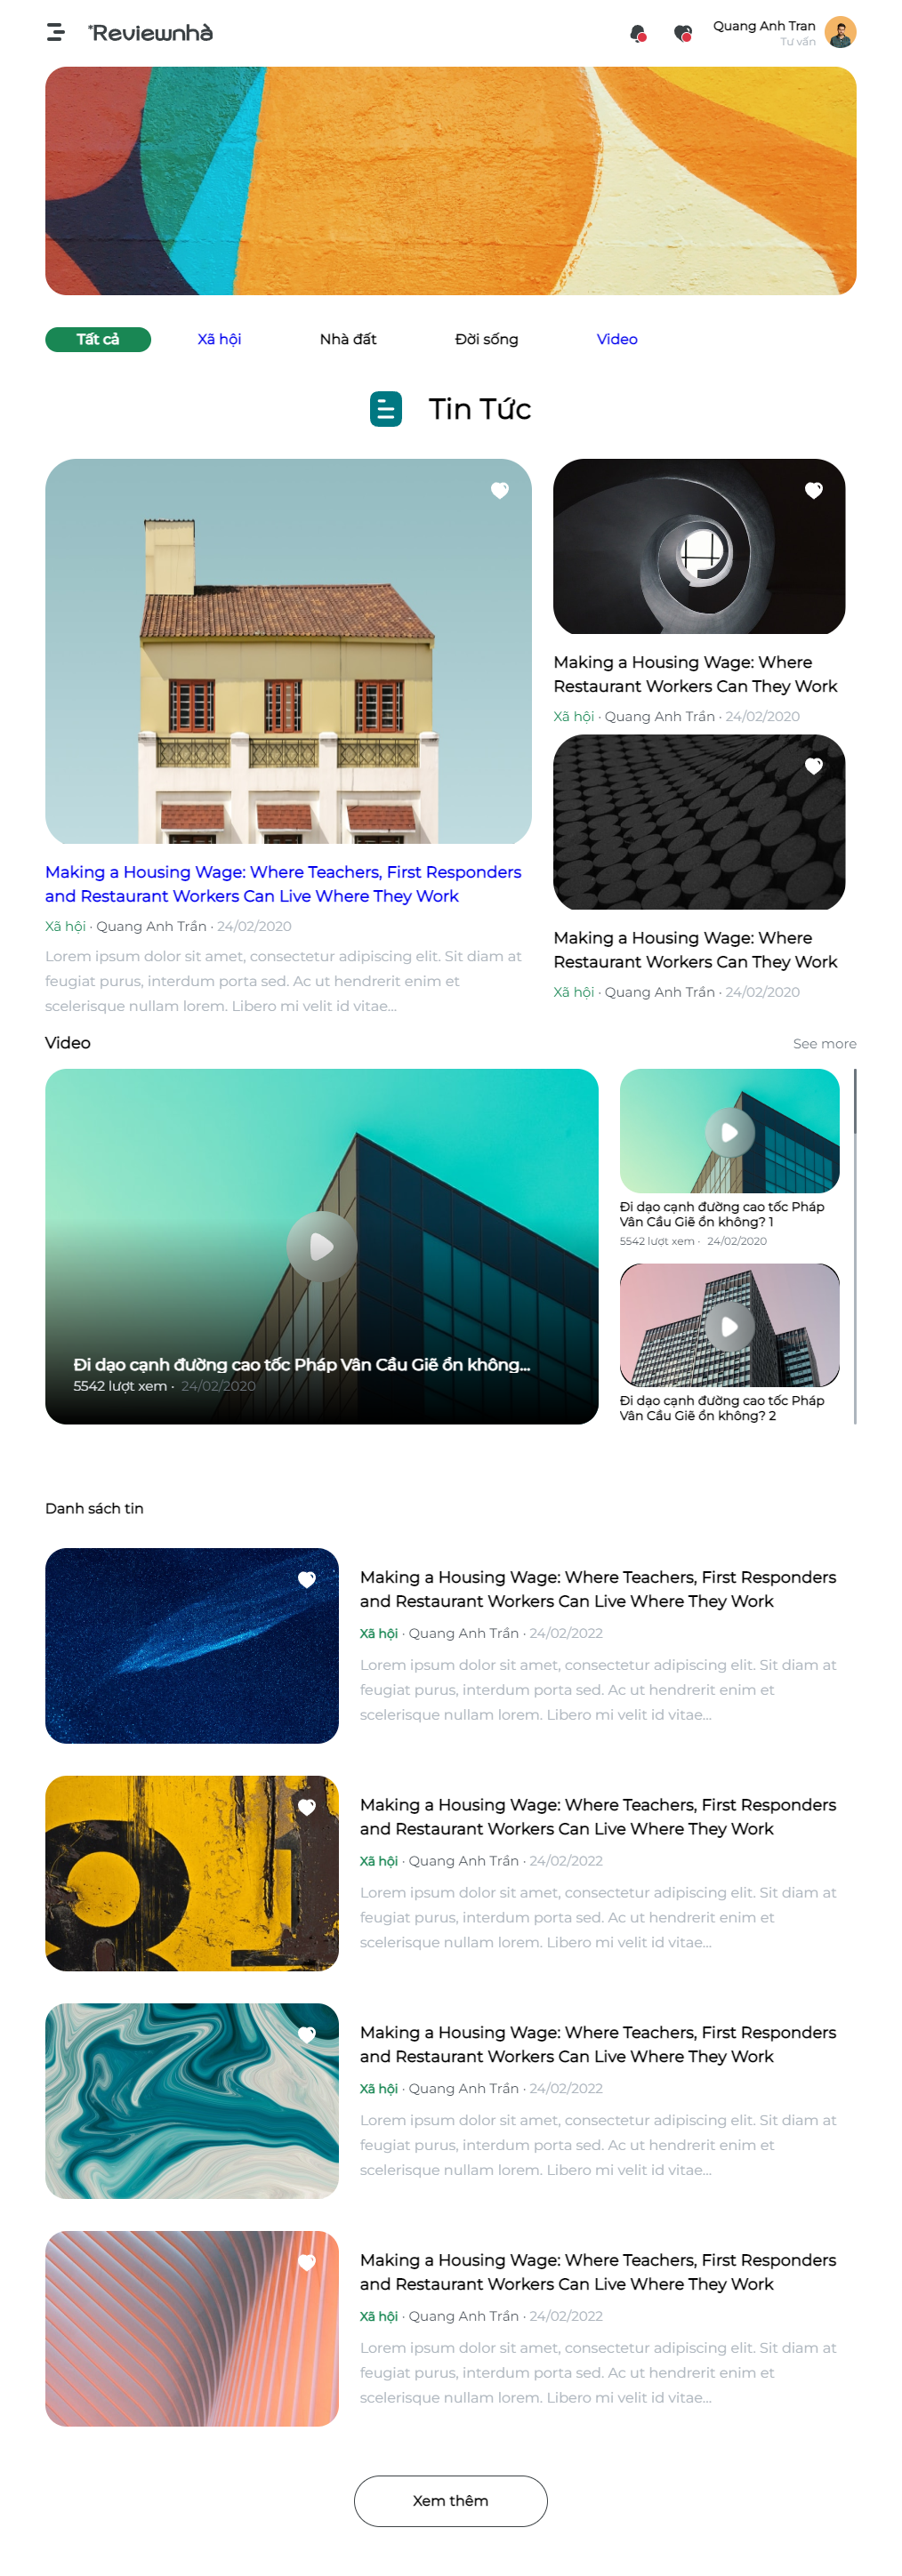 *Reviewnhà
Quang Anh Tran
Tư vấn
Tất cả
Xã hội
Nhà đất
Đời sống
Video
Tin Tức
Making a Housing Wage: Where Teachers, First Responders
and Restaurant Workers Can Live Where They Work
Xã hội · Quang Anh Trần · 24/02/2020
Lorem ipsum dolor sit amet, consectetur adipiscing elit. Sit diam at
feugiat purus, interdum porta sed. Ac ut hendrerit enim et
scelerisque nullam lorem. Libero mi velit id vitae...
Making a Housing Wage: Where
Restaurant Workers Can They Work
Xã hội · Quang Anh Trần · 24/02/2020
Making a Housing Wage: Where
Restaurant Workers Can They Work
Xã hội · Quang Anh Trần · 24/02/2020
Video
See more
Đi dạo cạnh đường cao tốc Pháp Vân Cầu Giẽ ổn không...
5542 lượt xem · 24/02/2020
Đi dạo cạnh đường cao tốc Pháp
Vân Cầu Giẽ ổn không? 1
5542 lượt xem · 24/02/2020
Đi dạo cạnh đường cao tốc Pháp
Vân Cầu Giẽ ổn không? 2
Danh sách tin
Making a Housing Wage: Where Teachers, First Responders
and Restaurant Workers Can Live Where They Work
Xã hội · Quang Anh Trần · 24/02/2022
Lorem ipsum dolor sit amet, consectetur adipiscing elit. Sit diam at
feugiat purus, interdum porta sed. Ac ut hendrerit enim et
scelerisque nullam lorem. Libero mi velit id vitae...
Making a Housing Wage: Where Teachers, First Responders
and Restaurant Workers Can Live Where They Work
Xã hội · Quang Anh Trần · 24/02/2022
Lorem ipsum dolor sit amet, consectetur adipiscing elit. Sit diam at
feugiat purus, interdum porta sed. Ac ut hendrerit enim et
scelerisque nullam lorem. Libero mi velit id vitae...
Making a Housing Wage: Where Teachers, First Responders
and Restaurant Workers Can Live Where They Work
Xã hội · Quang Anh Trần · 24/02/2022
Lorem ipsum dolor sit amet, consectetur adipiscing elit. Sit diam at
feugiat purus, interdum porta sed. Ac ut hendrerit enim et
scelerisque nullam lorem. Libero mi velit id vitae...
Making a Housing Wage: Where Teachers, First Responders
and Restaurant Workers Can Live Where They Work
Xã hội · Quang Anh Trần · 24/02/2022
Lorem ipsum dolor sit amet, consectetur adipiscing elit. Sit diam at
feugiat purus, interdum porta sed. Ac ut hendrerit enim et
scelerisque nullam lorem. Libero mi velit id vitae...
Xem thêm